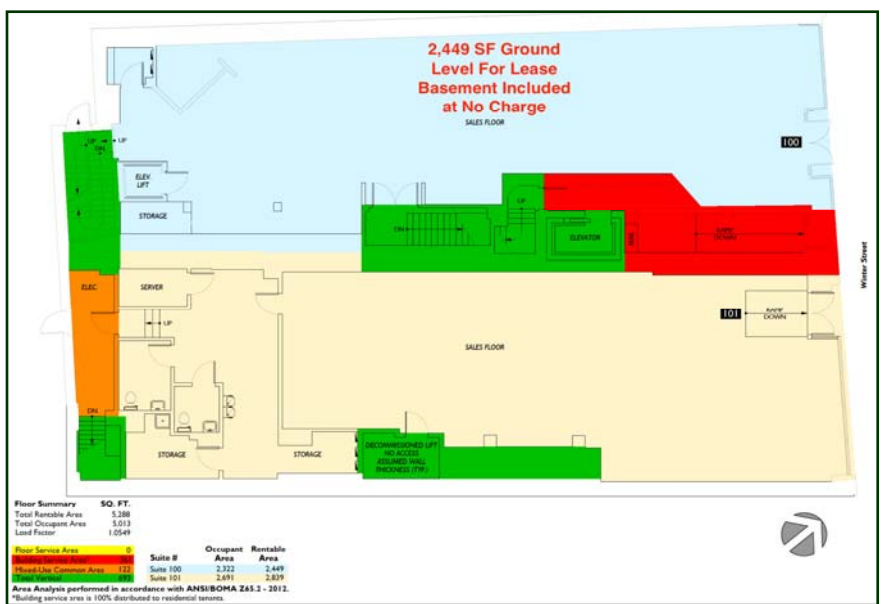 2,449 SF Ground
Level For Lease
Basement Included
at No Charge
SALES FLOOR
100
UP
UP
DN
ELEV.
LIFT
STORAGE
DN
UP
ELEVATOR
RAMP
DOWN
Winter Street
ELEC.
SERVER
UP
101
RAMP
DOWN
SALES FLOOR
DN
STORAGE
STORAGE
DECOMMISSIONED LIFT
NO ACCESS
ASSUMED WALL
THICKNESS (TYP.)
Floor Summary SQ. FT.
Total Rentable Area 5,288
Total Occupant Area 5,013
Load Factor 1.0549
Floor Service Area 0
Building Service Area*
Mixed-Use Common Area 122
Total Vertical 693
Suite # Occupant Area Rentable Area
Suite 100 2,322 2,449
Suite 101 2,691 2,839
Area Analysis performed in accordance with ANSI/BOMA Z65.2 - 2012.
*Building service area is 100% distributed to residential tenants.